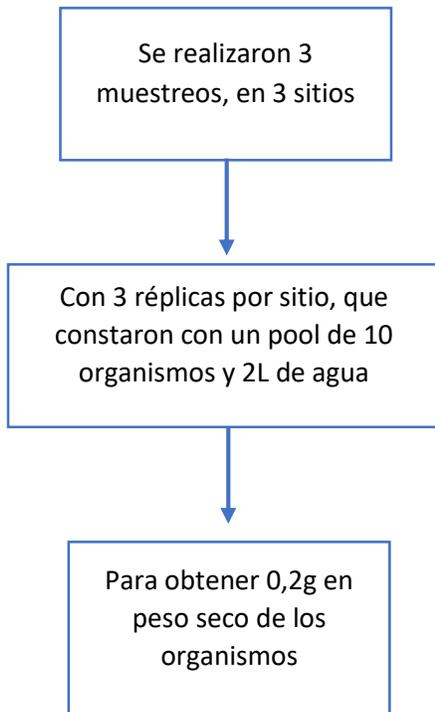 Se realizaron 3
muestreos, en 3 sitios
Con 3 réplicas por sitio, que
constaron con un pool de 10
organismos y 2L de agua
Para obtener 0,2g en
peso seco de los
organismos